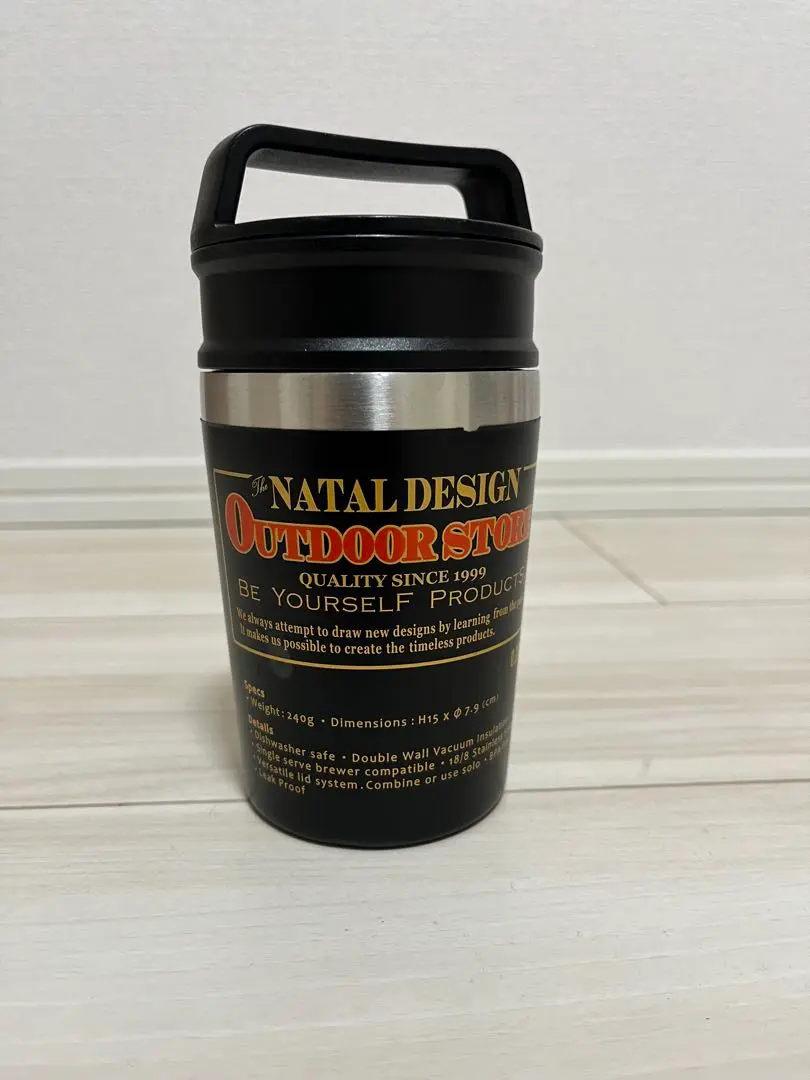 The NATAL DESIGN
OUTDOOR STORE
QUALITY SINCE 1999
BE YOURSELF PRODUCTS
We always attempt to draw new designs by learning from the
It makes us possible to create the timeless products.
Specs
・Weight:240g ・Dimensions : H15 x Φ7.9 (cm)
Details
・Dishwasher safe ・Double Wall Vacuum Insulation
・Single serve brewer compatible ・18/8 Stainless
・Versatile lid system.Combine or use solo ・BPA
・Leak Proof